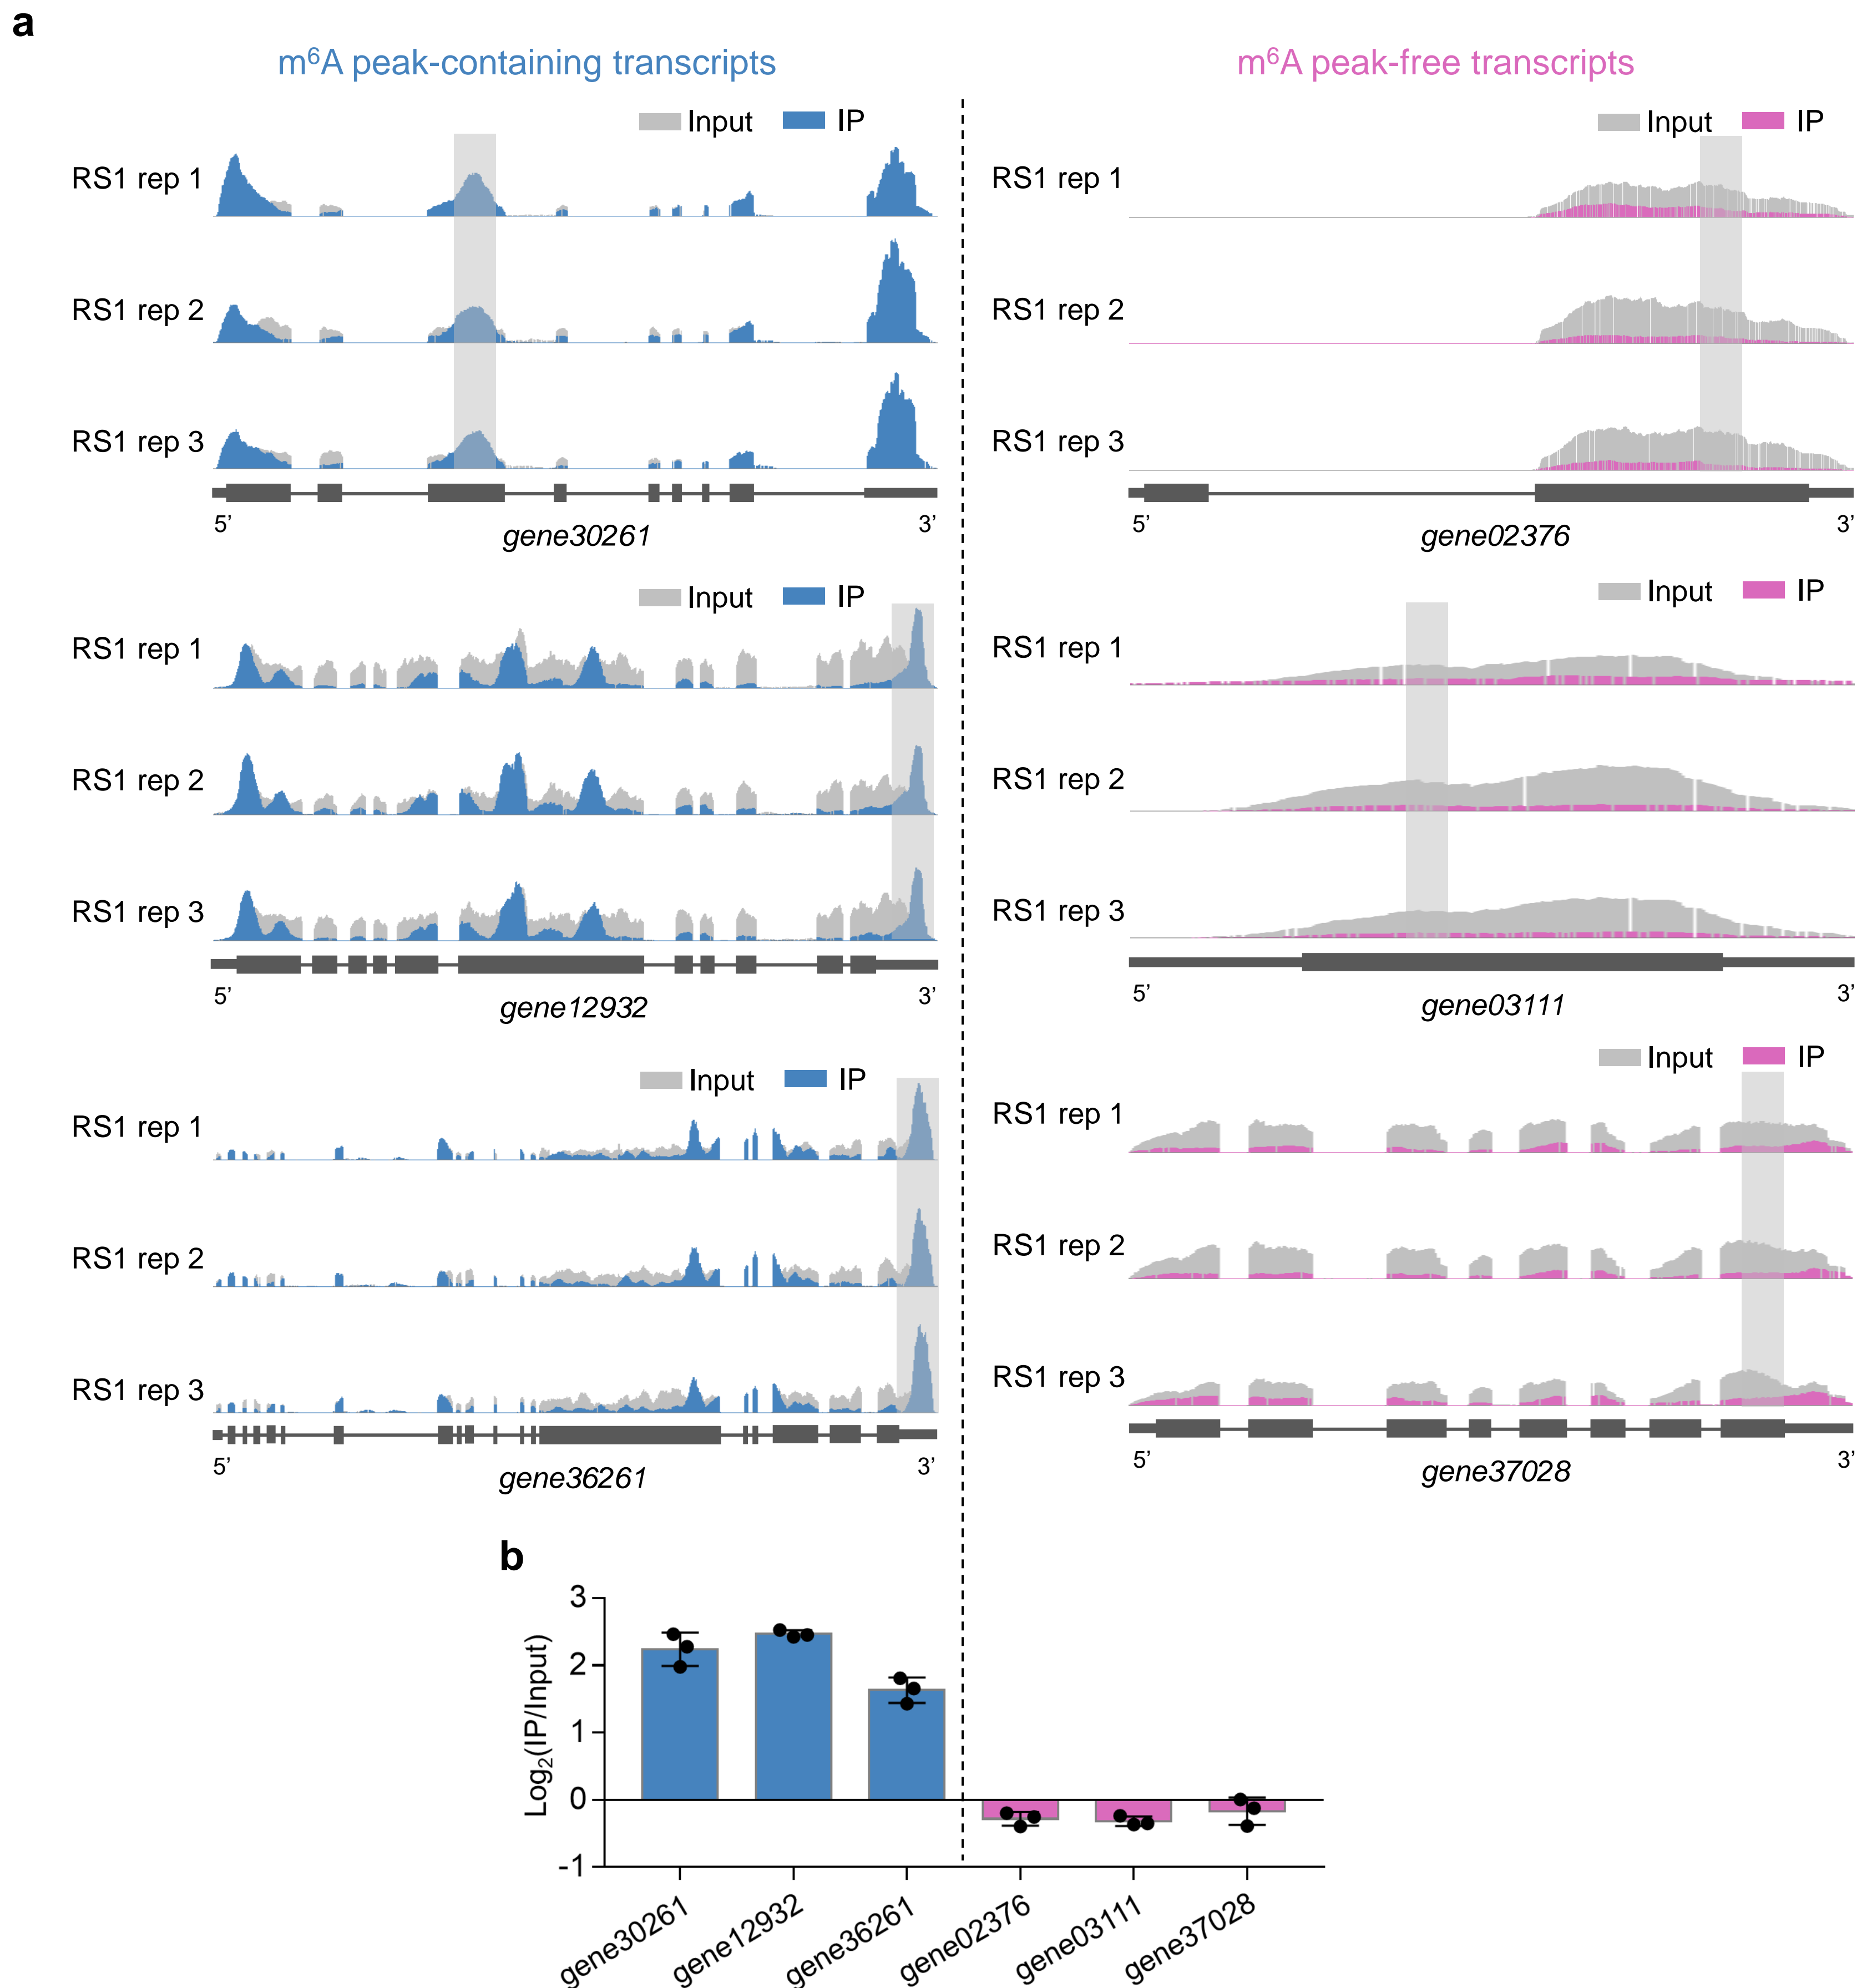 a
m⁶A peak-containing transcripts
m⁶A peak-free transcripts
Input IP
RS1 rep 1
RS1 rep 2
RS1 rep 3
5’ 3’
gene30261
Input IP
RS1 rep 1
RS1 rep 2
RS1 rep 3
5’ 3’
gene02376
Input IP
RS1 rep 1
RS1 rep 2
RS1 rep 3
5’ 3’
gene12932
Input IP
RS1 rep 1
RS1 rep 2
RS1 rep 3
5’ 3’
gene03111
Input IP
RS1 rep 1
RS1 rep 2
RS1 rep 3
5’ 3’
gene36261
Input IP
RS1 rep 1
RS1 rep 2
RS1 rep 3
5’ 3’
gene37028
b
Log₂(IP/Input)
3
2
1
0
-1
gene30261
gene12932
gene36261
gene02376
gene03111
gene37028